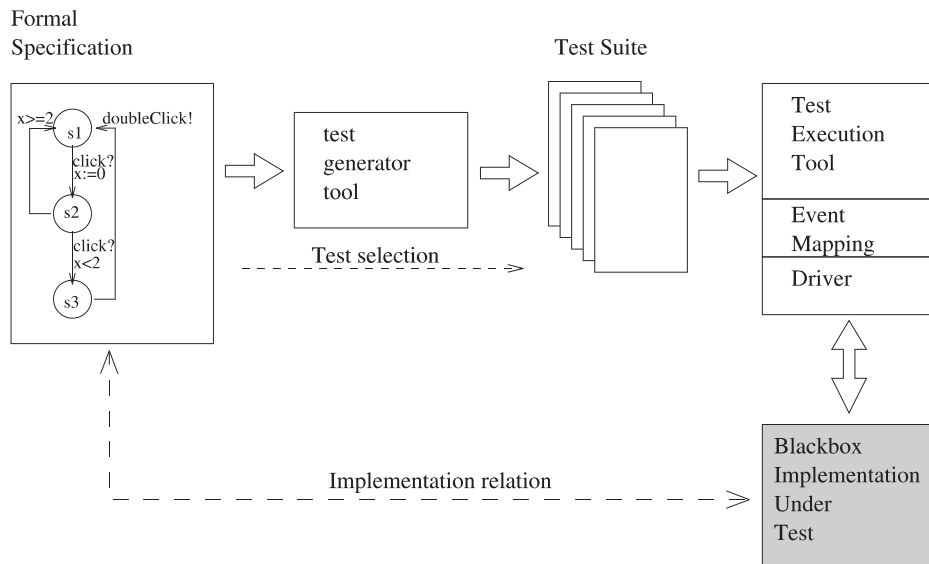 Formal
Specification
x>=2
s1
doubleClick!
click?
x:=0
s2
click?
x<2
s3
test
generator
tool
Test selection
Test Suite
Test
Execution
Tool
Event
Mapping
Driver
Implementation relation
Blackbox
Implementation
Under
Test